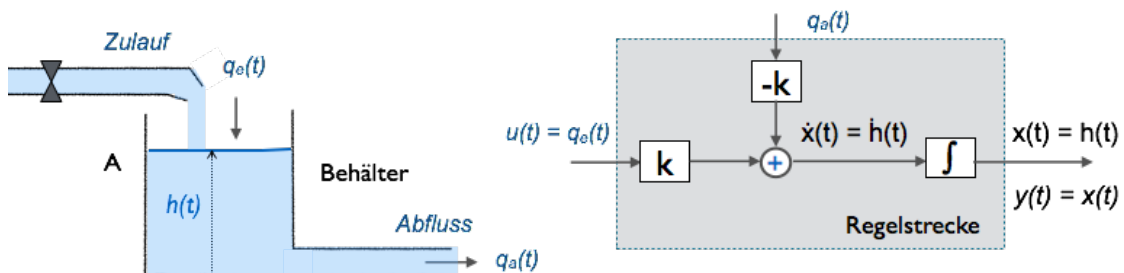 Zulauf
qe(t)
A
h(t)
Behälter
Abfluss
qa(t)
qa(t)
-k
u(t) = qe(t)
k
+
ẋ(t) = ḣ(t)
∫
x(t) = h(t)
y(t) = x(t)
Regelstrecke